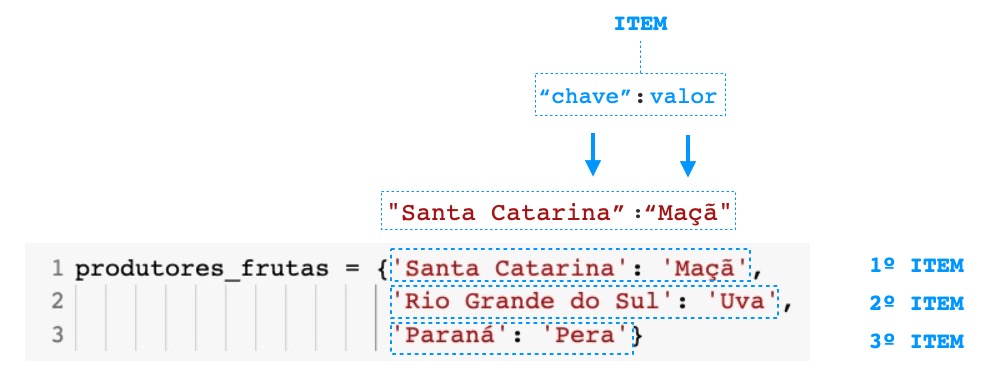 ITEM
“chave”:valor
"Santa Catarina” :“Maçã"
1 produtores_frutas = {'Santa Catarina': 'Maçã', 1º ITEM
2 'Rio Grande do Sul': 'Uva', 2º ITEM
3 'Paraná': 'Pera'} 3º ITEM